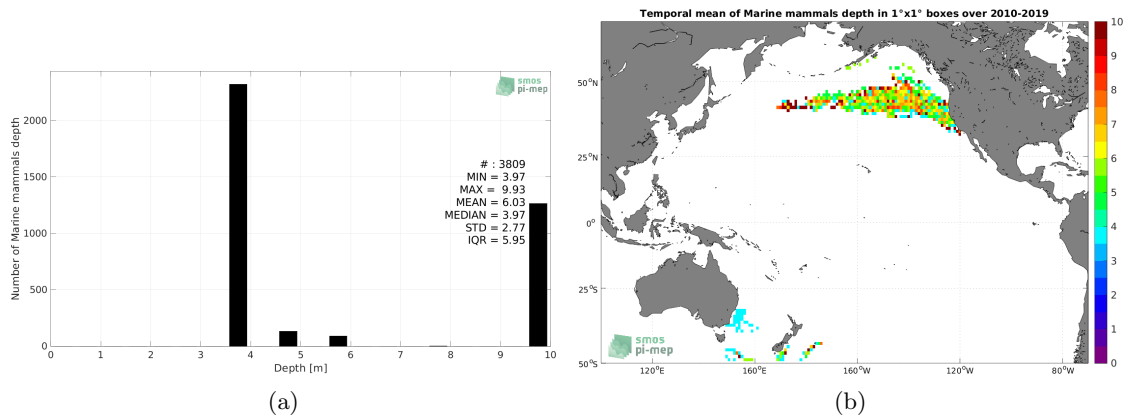 smos
pi-mep
2000
1500
1000
500
0
Number of Marine mammals depth
# : 3809
MIN = 3.97
MAX = 9.93
MEAN = 6.03
MEDIAN = 3.97
STD = 2.77
IQR = 5.95
0 1 2 3 4 5 6 7 8 9 10
Depth [m]
(a)
Temporal mean of Marine mammals depth in 1°x1° boxes over 2010-2019
50°N
25°N
0°
25°S
50°S
120°E 160°E 160°W 120°W 80°W
smos
pi-mep
10
9
8
7
6
5
4
3
2
1
0
(b)